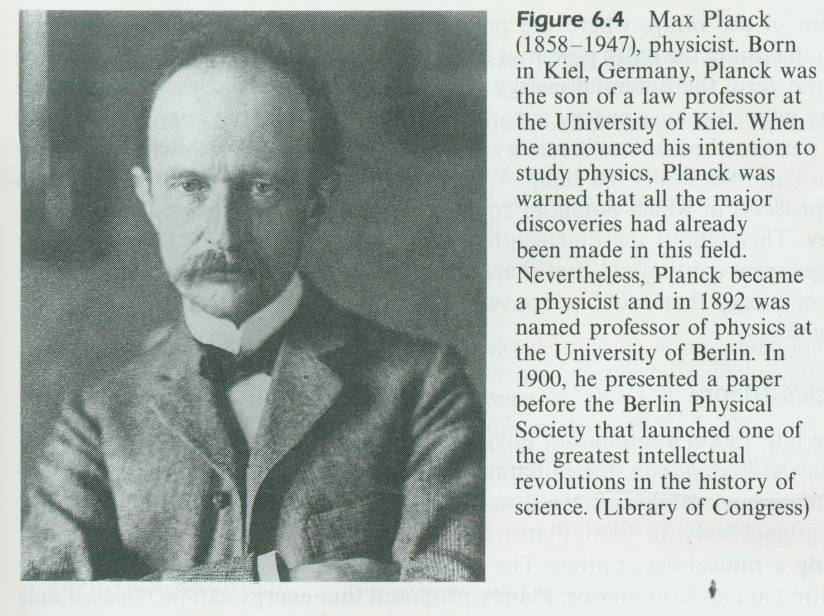 Figure 6.4 Max Planck
(1858–1947), physicist. Born
in Kiel, Germany, Planck was
the son of a law professor at
the University of Kiel. When
he announced his intention to
study physics, Planck was
warned that all the major
discoveries had already
been made in this field.
Nevertheless, Planck became
a physicist and in 1892 was
named professor of physics at
the University of Berlin. In
1900, he presented a paper
before the Berlin Physical
Society that launched one of
the greatest intellectual
revolutions in the history of
science. (Library of Congress)